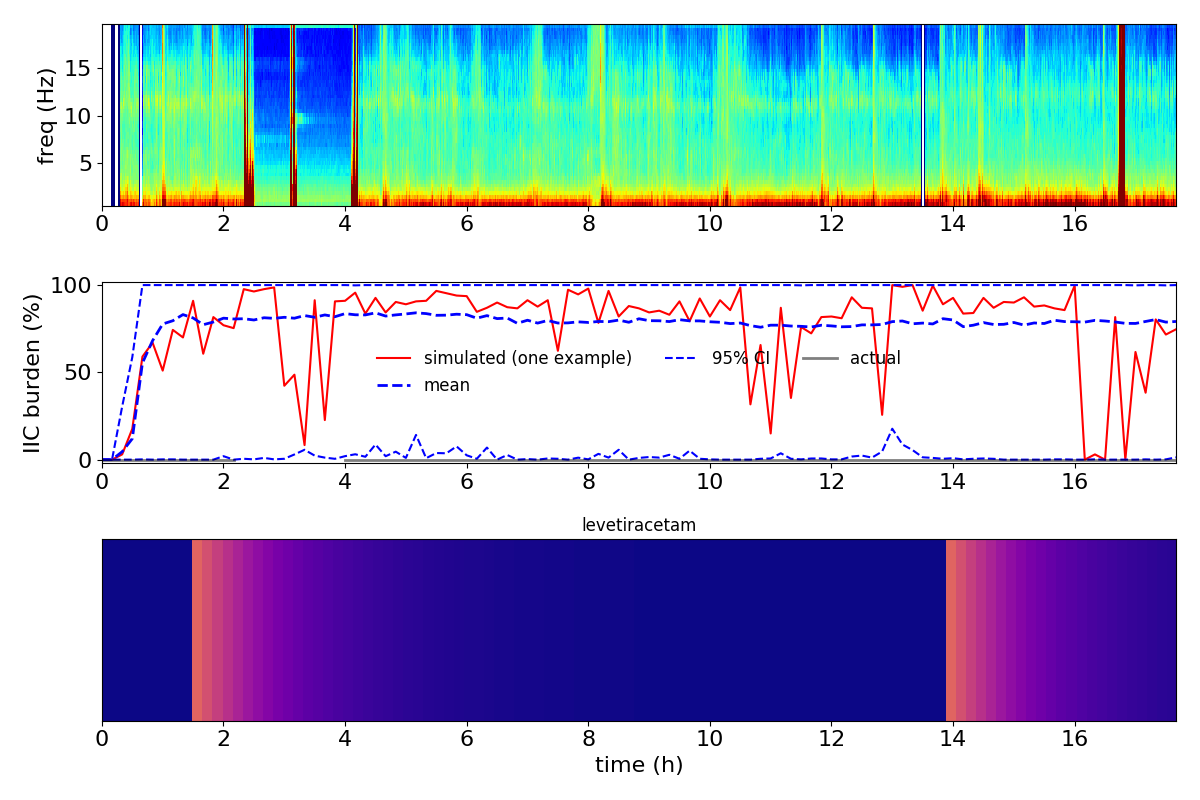 15
10
5
freq (Hz)
0 2 4 6 8 10 12 14 16
100
50
0
IIC burden (%)
simulated (one example) 95% CI actual
mean
0 2 4 6 8 10 12 14 16
levetiracetam
0 2 4 6 8 10 12 14 16
time (h)